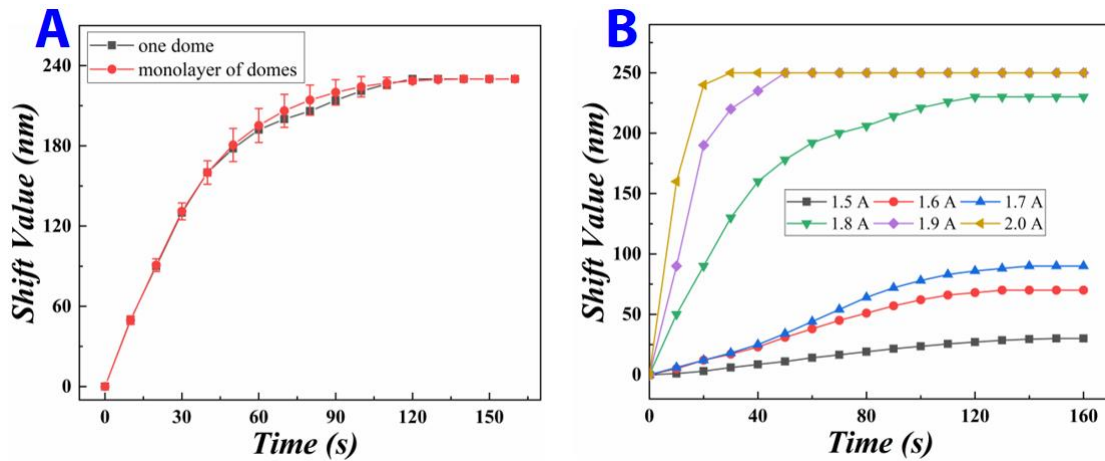 A
one dome
monolayer of domes
Shift Value (nm)
240
180
120
60
0
0 30 60 90 120 150
Time (s)
B
Shift Value (nm)
250
200
150
100
50
0
1.5 A 1.6 A 1.7 A
1.8 A 1.9 A 2.0 A
0 40 80 120 160
Time (s)